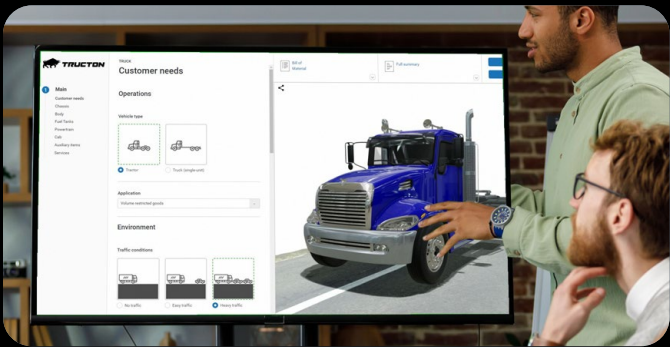 TRUCTON
TRUCK
Customer needs
1 Main
Customer needs
Chassis
Body
Fuel Tanks
Powertrain
Cab
Auxiliary items
Services
Operations
Vehicle type
Tractor
Truck (single unit)
Application
Volume restricted goods
Environment
Traffic conditions
No traffic
Easy traffic
Heavy traffic
Bill of
Material
Full summary